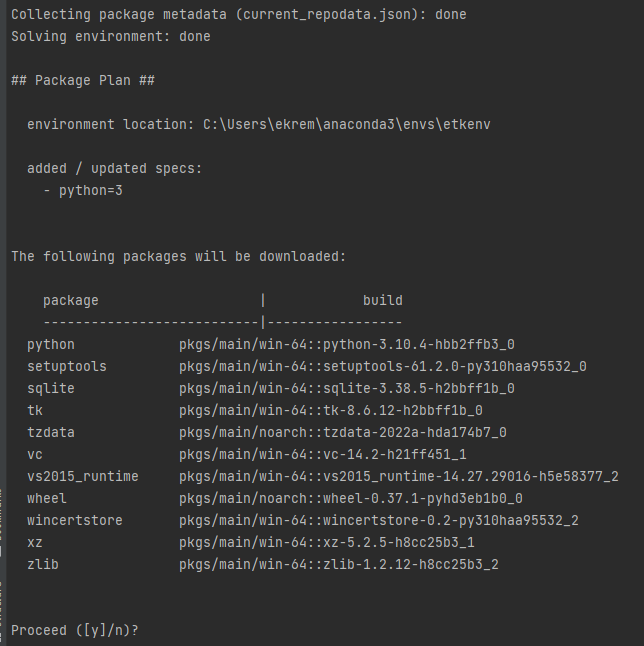 Collecting package metadata (current_repodata.json): done
Solving environment: done
## Package Plan ##
environment location: C:\Users\ekrem\anaconda3\envs\etkenv
added / updated specs:
- python=3
The following packages will be downloaded:
package                    |            build
---------------------------|-----------------
python             pkgs/main/win-64::python-3.10.4-hbb2ffb3_0
setuptools         pkgs/main/win-64::setuptools-61.2.0-py310haa95532_0
sqlite             pkgs/main/win-64::sqlite-3.38.5-h2bbff1b_0
tk                 pkgs/main/win-64::tk-8.6.12-h2bbff1b_0
tzdata             pkgs/main/noarch::tzdata-2022a-hda174b7_0
vc                 pkgs/main/win-64::vc-14.2-h21ff451_1
vs2015_runtime     pkgs/main/win-64::vs2015_runtime-14.27.29016-h5e58377_2
wheel              pkgs/main/noarch::wheel-0.37.1-pyhd3eb1b0_0
wincertstore       pkgs/main/win-64::wincertstore-0.2-py310haa95532_2
xz                 pkgs/main/win-64::xz-5.2.5-h8cc25b3_1
zlib               pkgs/main/win-64::zlib-1.2.12-h8cc25b3_2
Proceed ([y]/n)?